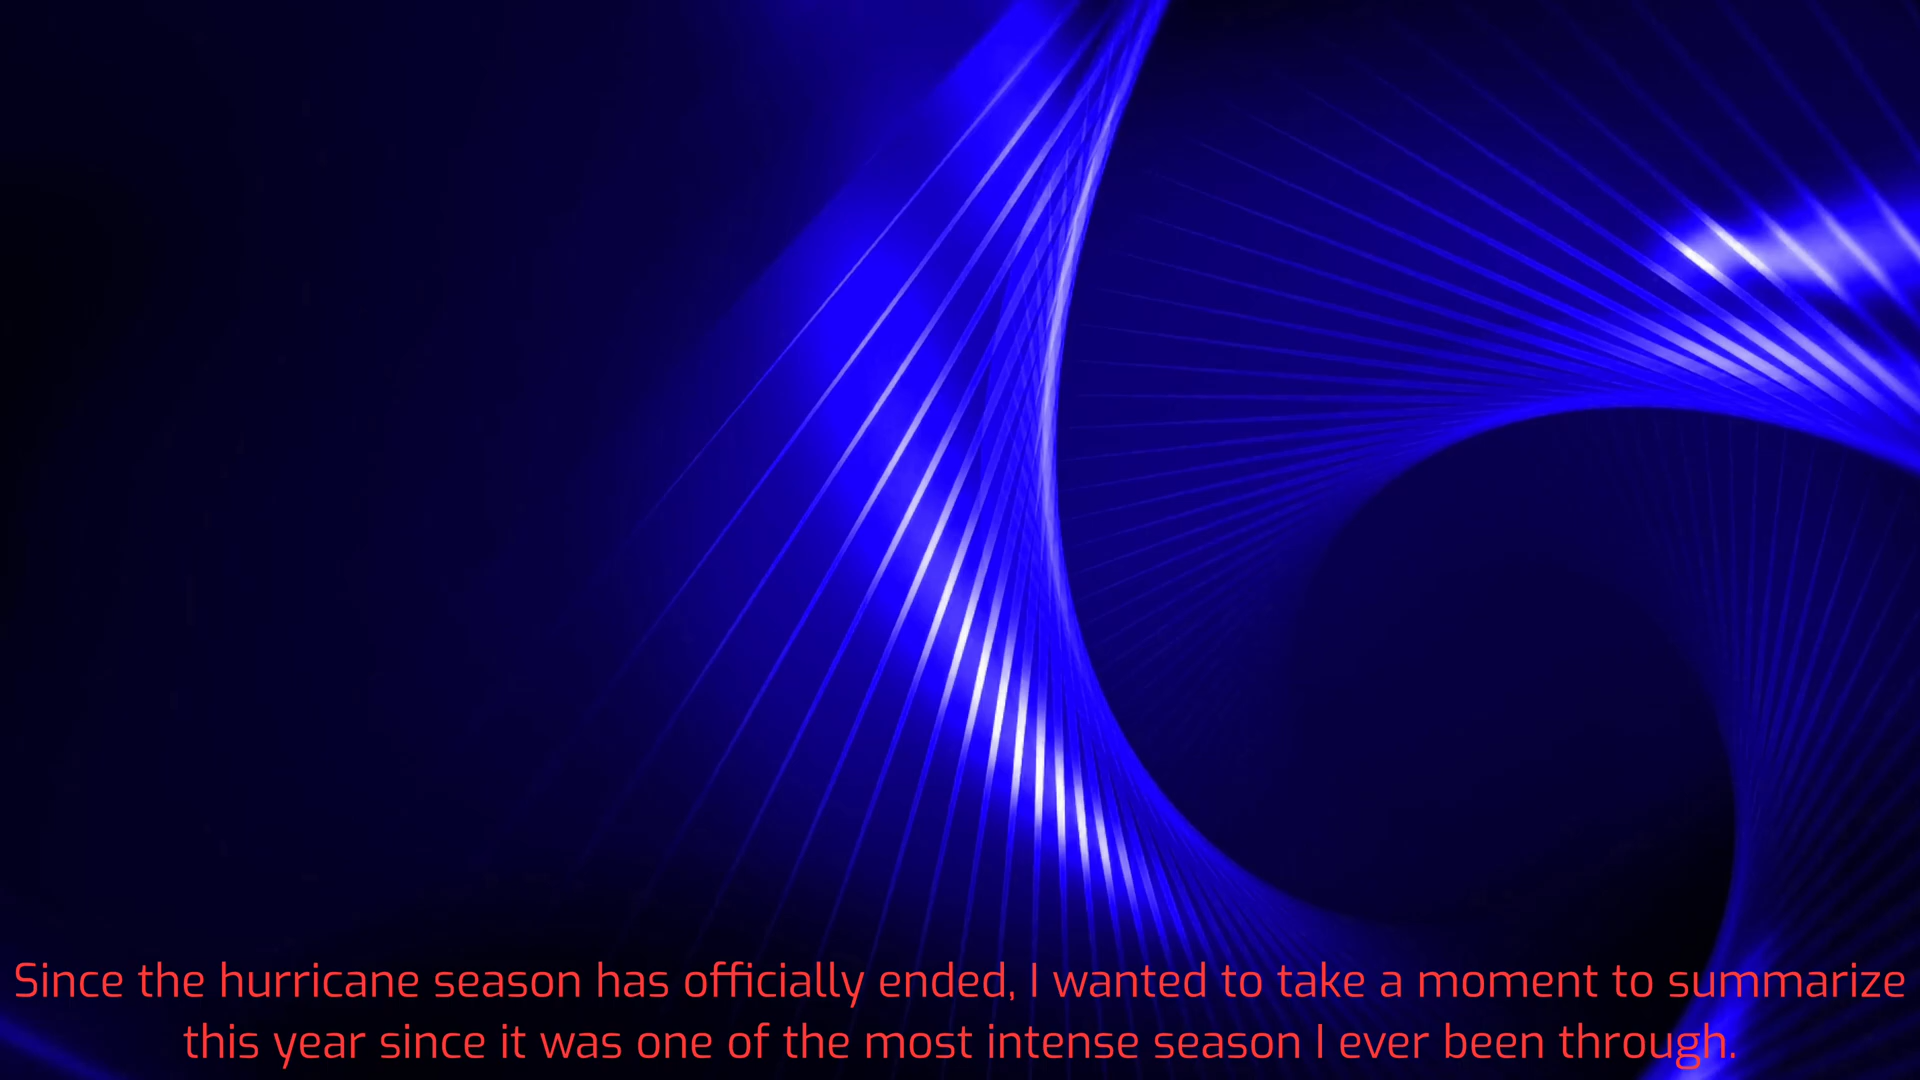 Since the hurricane season has officially ended, I wanted to take a moment to summarize
this year since it was one of the most intense season I ever been through.